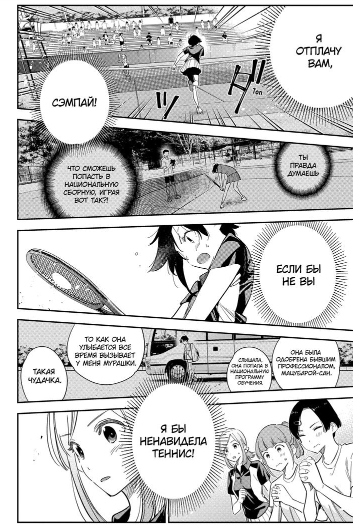 Я
ОТПЛАЧУ
ВАМ,
Топ
СЭМПАЙ!
ТЫ
ПРАВДА
ДУМАЕШЬ
ЧТО СМОЖЕШЬ
ПОПАСТЬ В
НАЦИОНАЛЬНУЮ
СБОРНУЮ, ИГРАЯ
ВОТ ТАК?!
ЕСЛИ БЫ
НЕ ВЫ
ОНА БЫЛА
ОДОБРЕНА БЫВШИМ
ПРОФЕССИОНАЛОМ,
МАЦУБАРОЙ-САН.
СЛЫШАЛА,
ОНА ПОПАЛА В
НАЦИОНАЛЬНУЮ
ПРОГРАММУ
ОБУЧЕНИЯ.
ТО КАК ОНА
УЛЫБАЕТСЯ ВСЕ
ВРЕМЯ ВЫЗЫВАЕТ
У МЕНЯ МУРАШКИ.
ТАКАЯ
ЧУДАЧКА.
Я БЫ
НЕНАВИДЕЛА
ТЕННИС!